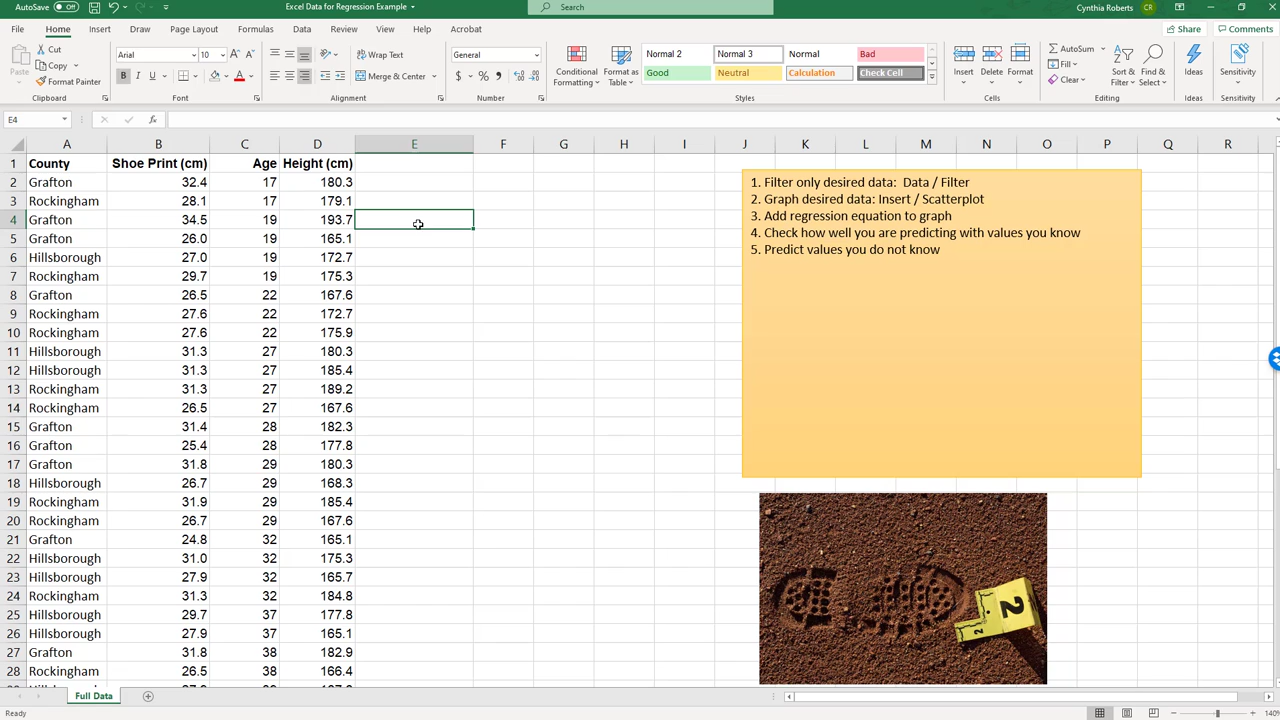 AutoSave Off Excel Data for Regression Example Search Cynthia Roberts CR
File Home Insert Draw Page Layout Formulas Data Review View Help Acrobat Share Comments
Paste Cut Copy Format Painter Clipboard
Arial 10 B I U Font
Wrap Text Merge & Center Alignment
General $ % Number
Conditional Formatting Format as Table
Normal 2 Normal 3 Normal Bad
Good Neutral Calculation Check Cell
Styles
Insert Delete Format Cells
AutoSum Fill Clear Sort & Filter Find & Select Editing
Ideas Ideas
Sensitivity Sensitivity
E4 fx
A B C D E F G H I J K L M N O P Q R
1 County Shoe Print (cm) Age Height (cm)
2 Grafton 32.4 17 180.3
3 Rockingham 28.1 17 179.1
4 Grafton 34.5 19 193.7
5 Grafton 26.0 19 165.1
6 Hillsborough 27.0 19 172.7
7 Rockingham 29.7 19 175.3
8 Grafton 26.5 22 167.6
9 Rockingham 27.6 22 172.7
10 Rockingham 27.6 22 175.9
11 Hillsborough 31.3 27 180.3
12 Hillsborough 31.3 27 185.4
13 Rockingham 31.3 27 189.2
14 Rockingham 26.5 27 167.6
15 Grafton 31.4 28 182.3
16 Grafton 25.4 28 177.8
17 Grafton 31.8 29 180.3
18 Hillsborough 26.7 29 168.3
19 Rockingham 31.9 29 185.4
20 Rockingham 26.7 29 167.6
21 Grafton 24.8 32 165.1
22 Hillsborough 31.0 32 175.3
23 Hillsborough 27.9 32 165.7
24 Rockingham 31.3 32 184.8
25 Hillsborough 29.7 37 177.8
26 Hillsborough 27.9 37 165.1
27 Grafton 31.8 38 182.9
28 Rockingham 26.5 38 166.4
1. Filter only desired data: Data / Filter
2. Graph desired data: Insert / Scatterplot
3. Add regression equation to graph
4. Check how well you are predicting with values you know
5. Predict values you do not know
2
2
Full Data
Ready 140%